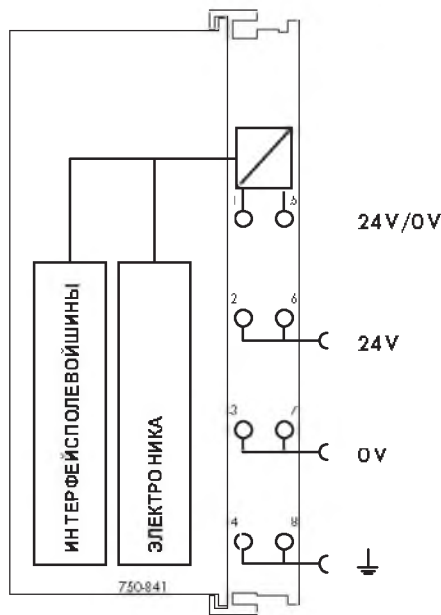 1 5
24V/0V
2 6
24V
3 7
0V
4 8
ИНТЕРФЕЙСПОЛЕВОЙШИНЫ
ЭЛЕКТРОНИКА
750-841